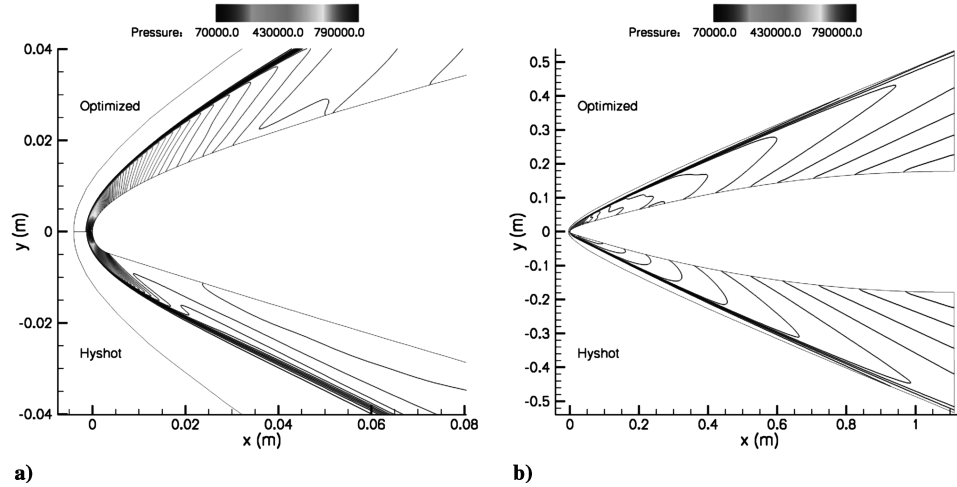 Pressure: 70000.0 430000.0 790000.0
Pressure: 70000.0 430000.0 790000.0
0.04
0.02
0
-0.02
-0.04
y (m)
Optimized
Hyshot
0 0.02 0.04 0.06 0.08
x (m)
a)
0.5
0.4
0.3
0.2
0.1
0
-0.1
-0.2
-0.3
-0.4
-0.5
y (m)
Optimized
Hyshot
0 0.2 0.4 0.6 0.8 1
x (m)
b)